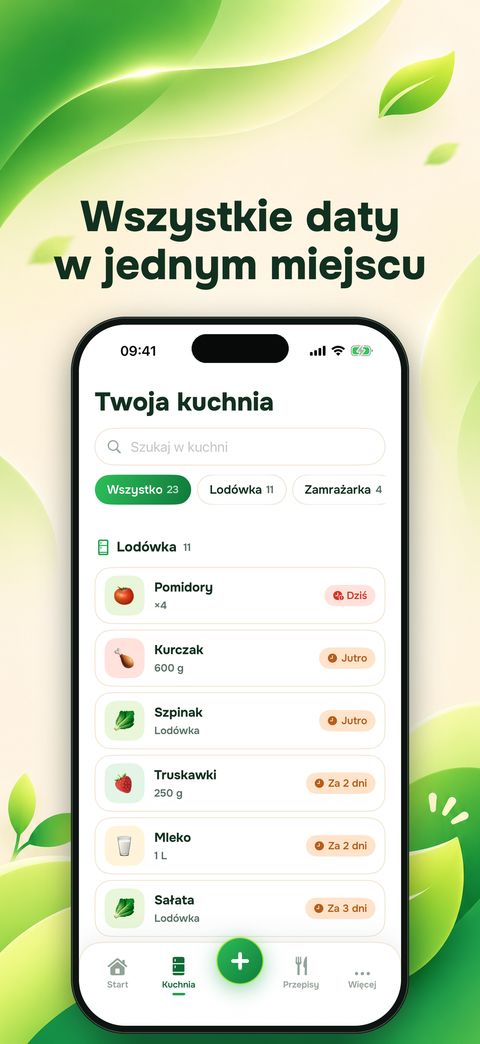 Wszystkie daty
w jednym miejscu
09:41
Twoja kuchnia
Szukaj w kuchni
Wszystko 23
Lodówka 11
Zamrażarka 4
Lodówka 11
Pomidory
×4
Dziś
Kurczak
600 g
Jutro
Szpinak
Lodówka
Jutro
Truskawki
250 g
Za 2 dni
Mleko
1 L
Za 2 dni
Sałata
Lodówka
Za 3 dni
Start
Kuchnia
Przepisy
Więcej